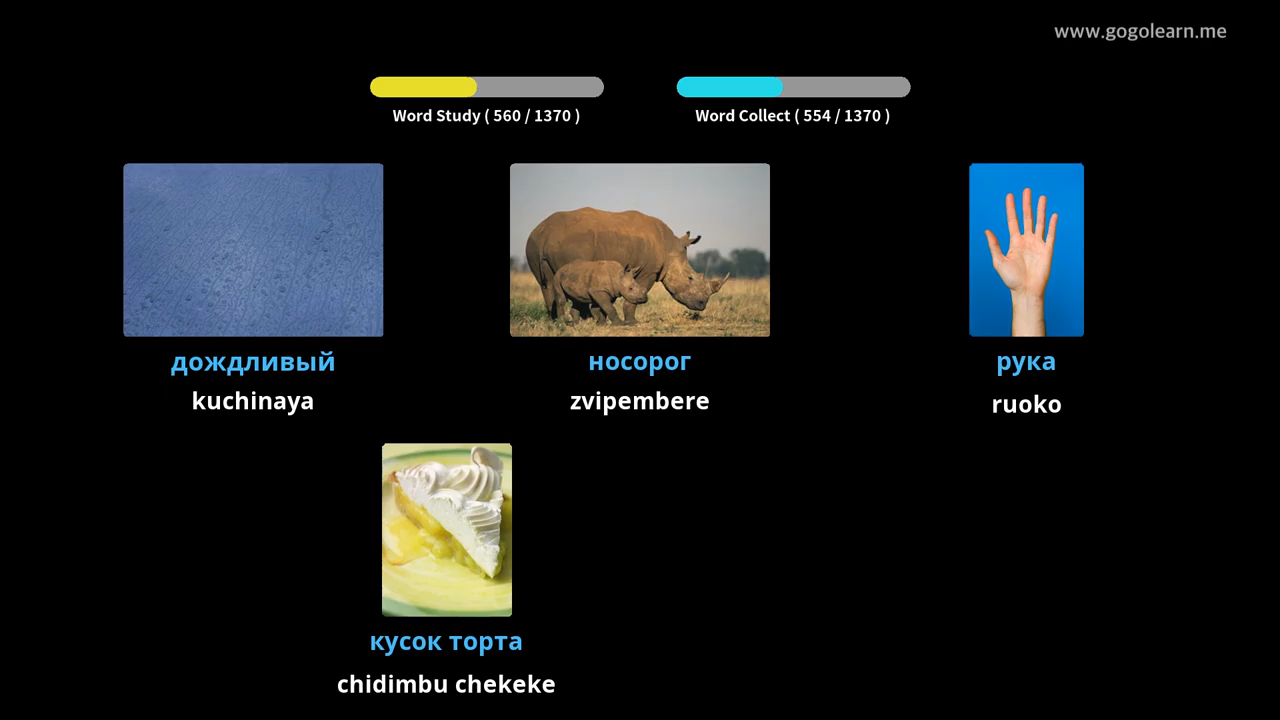 www.gogolearn.me
Word Study ( 560 / 1370 )
Word Collect ( 554 / 1370 )
дождливый
kuchinaya
носорог
zvipembere
рука
ruoko
кусок торта
chidimbu chekeke